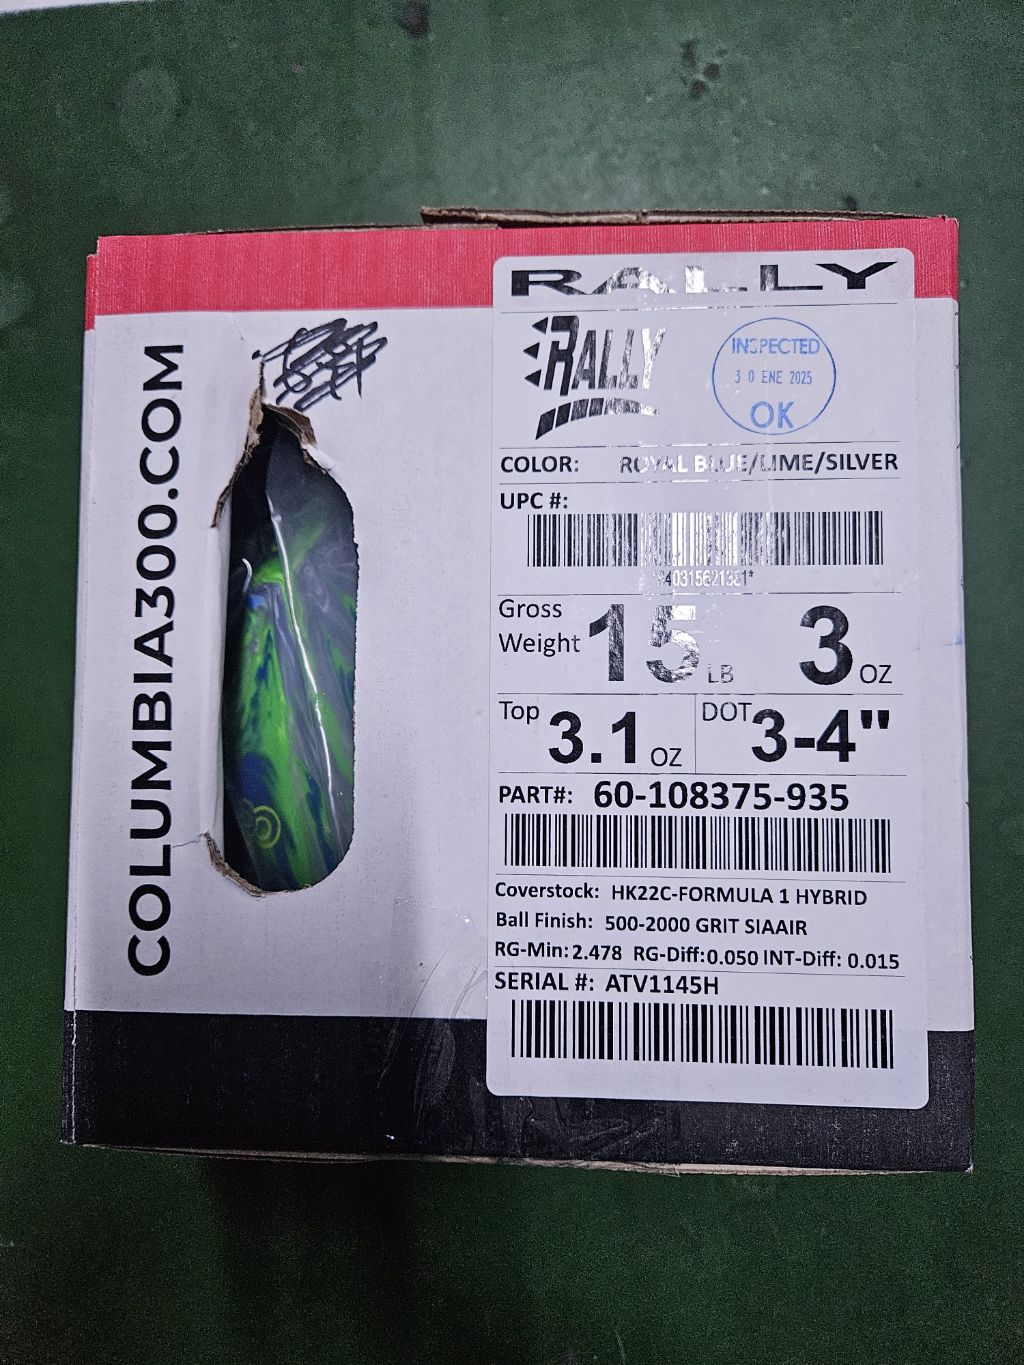 COLUMBIA300.COM
RALLY
RALLY
INSPECTED
30 ENE 2025
OK
COLOR: ROYAL BLUE/LIME/SILVER
UPC #:
Gross Weight 15 LB 3 OZ
Top 3.1 OZ DOT 3-4"
PART#: 60-108375-935
Coverstock: HK22C-FORMULA 1 HYBRID
Ball Finish: 500-2000 GRIT SIAAIR
RG-Min: 2.478 RG-Diff: 0.050 INT-Diff: 0.015
SERIAL #: ATV1145H